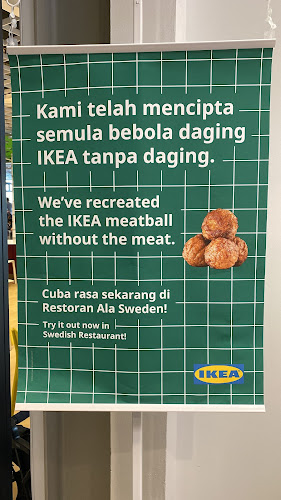 Kami telah mencipta
semula bebola daging
IKEA tanpa daging.
We've recreated
the IKEA meatball
without the meat.
Cuba rasa sekarang di
Restoran Ala Sweden!
Try it out now in
Swedish Restaurant!
IKEA